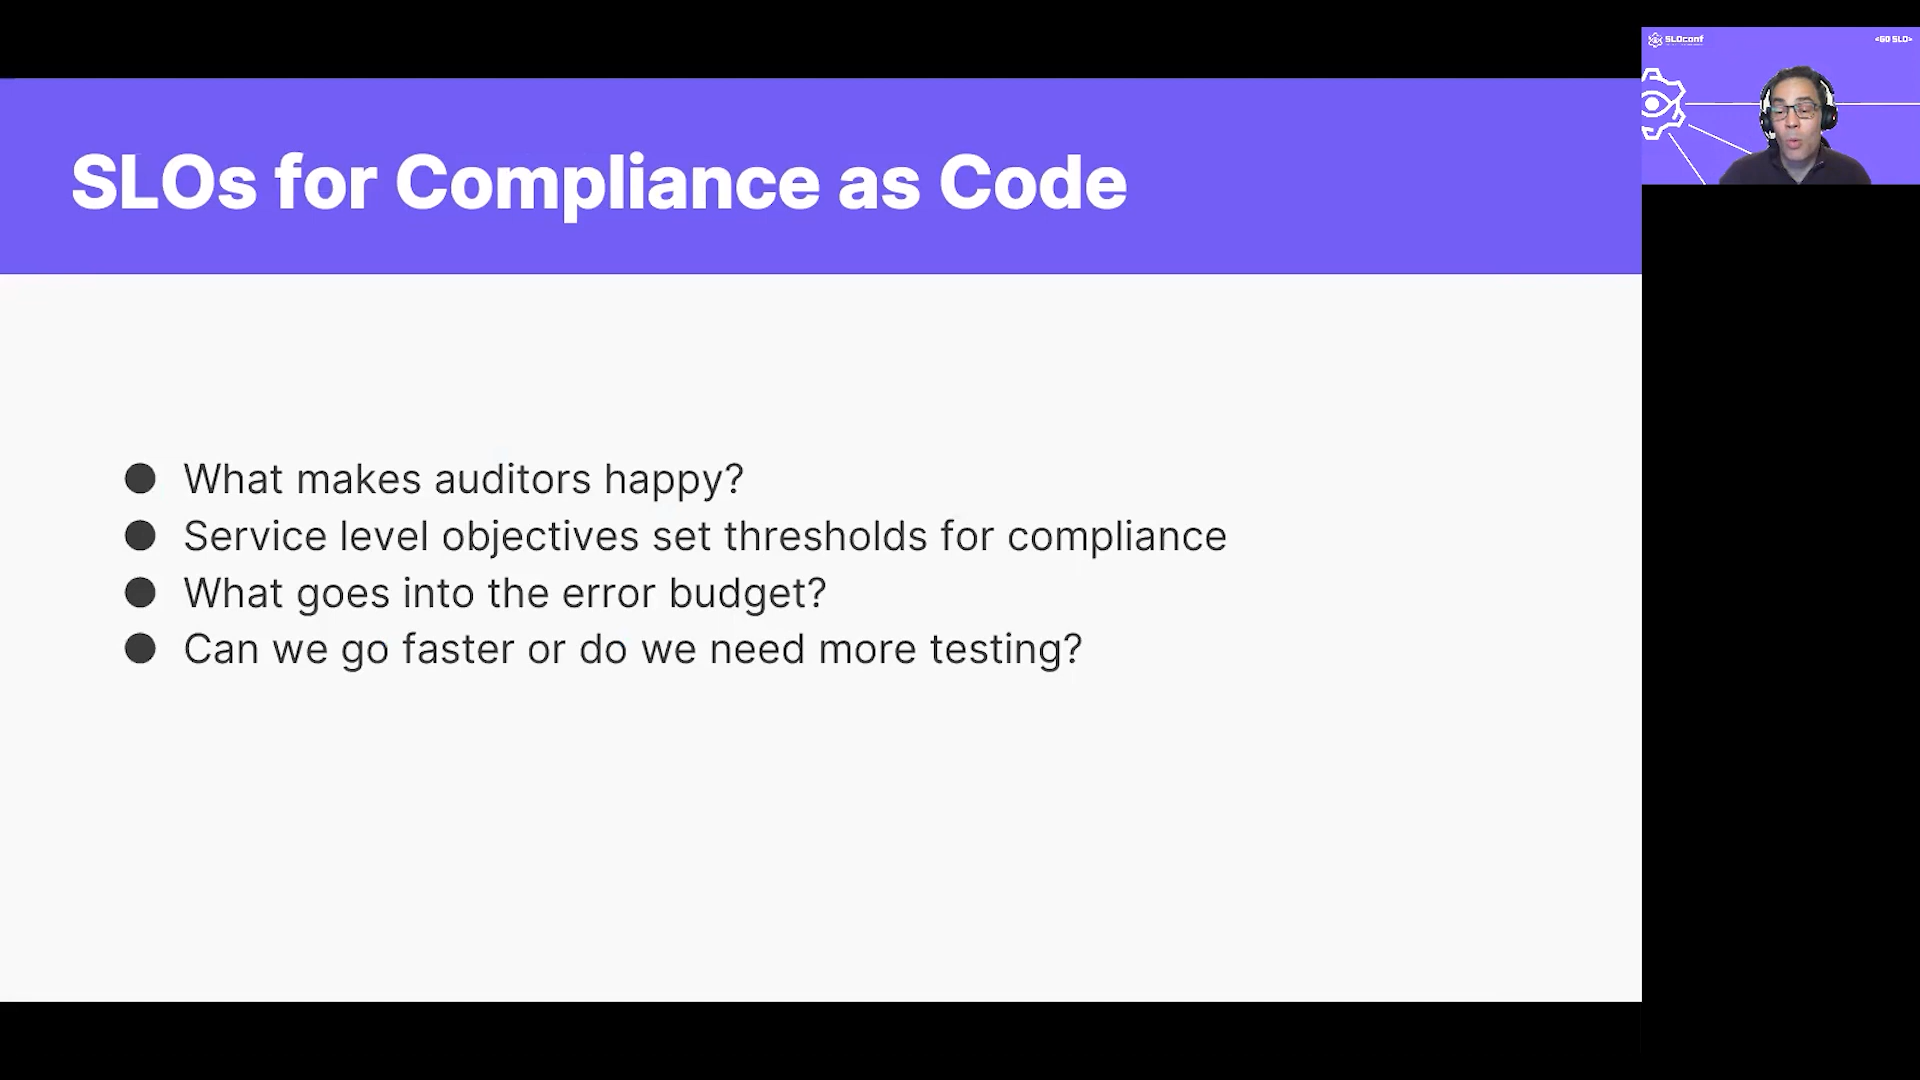 SLOs for Compliance as Code
What makes auditors happy?
Service level objectives set thresholds for compliance
What goes into the error budget?
Can we go faster or do we need more testing?
SLOconf
<GO SLO>